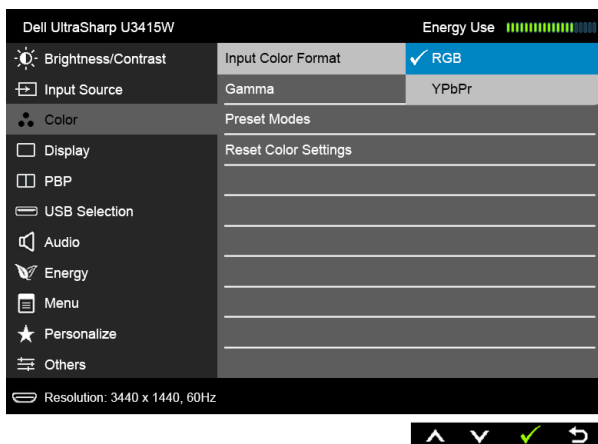 Dell UltraSharp U3415W Energy Use
Brightness/Contrast Input Color Format RGB
Input Source Gamma YPbPr
Color Preset Modes
Display Reset Color Settings
PBP
USB Selection
Audio
Energy
Menu
Personalize
Others
Resolution: 3440 x 1440, 60Hz